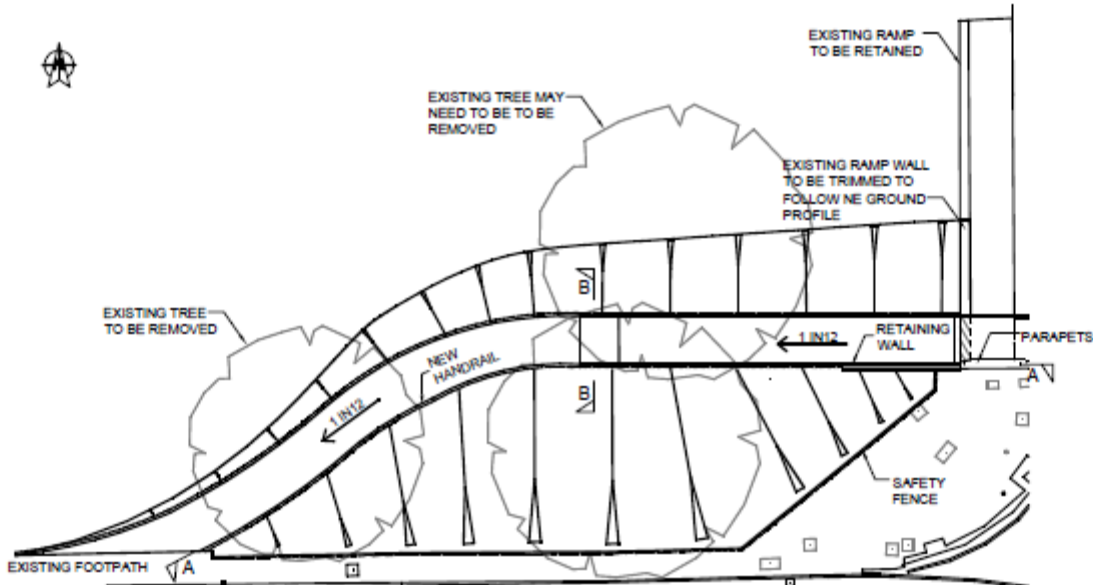 EXISTING RAMP
TO BE RETAINED
EXISTING TREE MAY
NEED TO BE TO BE
REMOVED
EXISTING RAMP WALL
TO BE TRIMMED TO
FOLLOW NE GROUND
PROFILE
B
EXISTING TREE
TO BE REMOVED
1 IN12
RETAINING
WALL
PARAPETS
NEW
HANDRAIL
A
B
1 IN12
SAFETY
FENCE
EXISTING FOOTPATH
A